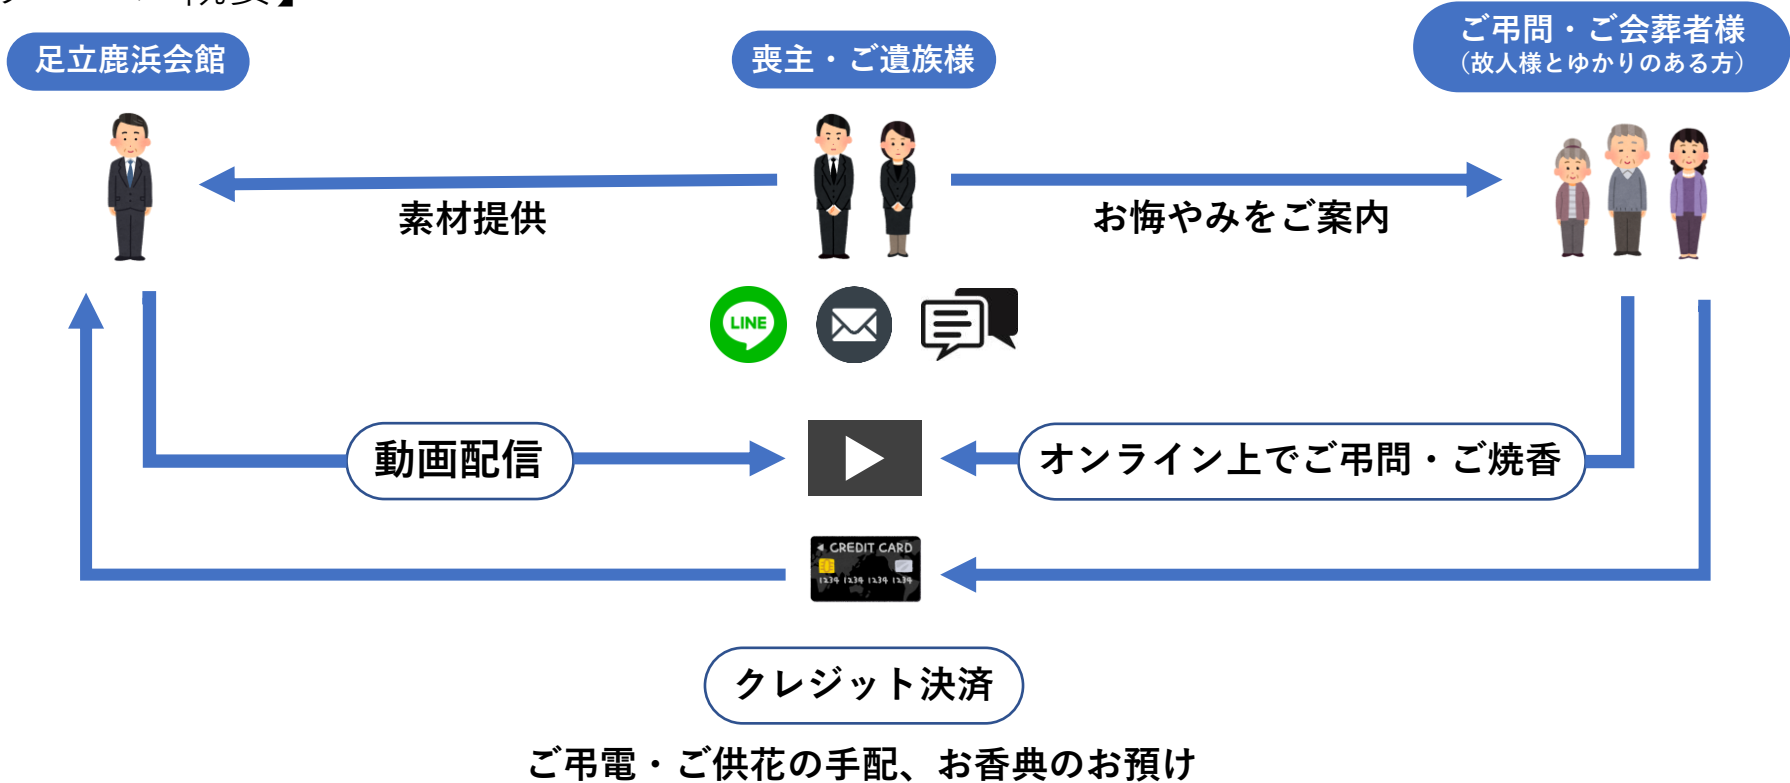 概要】
足立鹿浜会館
喪主・ご遺族様
ご弔問・ご会葬者様
（故人様とゆかりのある方）
素材提供
お悔やみをご案内
LINE
動画配信
オンライン上でご弔問・ご焼香
CREDIT CARD
1234 1234 1234 1234
クレジット決済
ご弔電・ご供花の手配、お香典のお預け